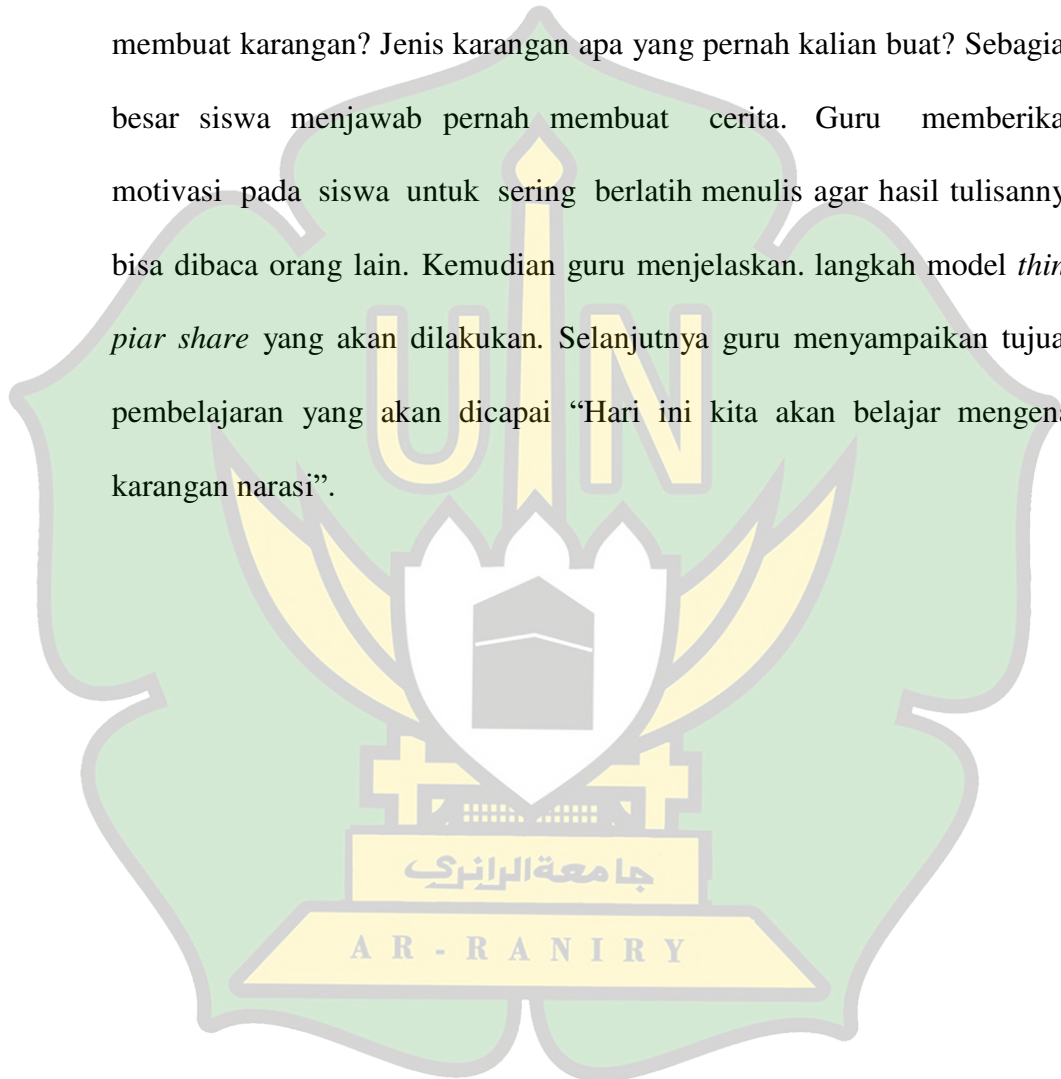 membuat karangan? Jenis karangan apa yang pernah kalian buat? Sebagia
besar siswa menjawab pernah membuat cerita. Guru memberika
motivasi pada siswa untuk sering berlatih menulis agar hasil tulisanny
bisa dibaca orang lain. Kemudian guru menjelaskan. langkah model thin
piar share yang akan dilakukan. Selanjutnya guru menyampaikan tujua
pembelajaran yang akan dicapai “Hari ini kita akan belajar mengena
karangan narasi”.
UIN
جامعة الرانري
AR-RANIRY